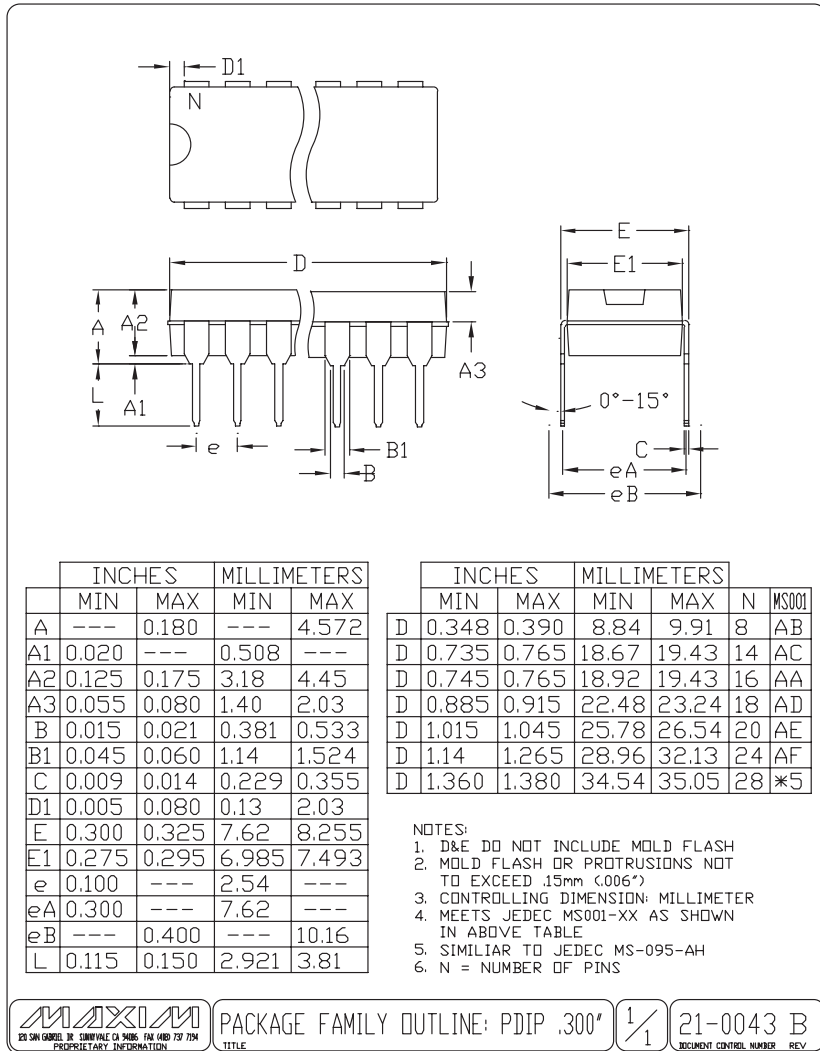 D1
N
D
E
E1
A
A2
A3
L
A1
0°-15°
e
B1
B
C
eA
eB
INCHES MILLIMETERS
MIN MAX MIN MAX
A --- 0.180 --- 4.572
A1 0.020 --- 0.508 ---
A2 0.125 0.175 3.18 4.45
A3 0.055 0.080 1.40 2.03
B 0.015 0.021 0.381 0.533
B1 0.045 0.060 1.14 1.524
C 0.009 0.014 0.229 0.355
D1 0.005 0.080 0.13 2.03
E 0.300 0.325 7.62 8.255
E1 0.275 0.295 6.985 7.493
e 0.100 --- 2.54 ---
eA 0.300 --- 7.62 ---
eB --- 0.400 --- 10.16
L 0.115 0.150 2.921 3.81
INCHES MILLIMETERS
MIN MAX MIN MAX N MS001
D 0.348 0.390 8.84 9.91 8 AB
D 0.735 0.765 18.67 19.43 14 AC
D 0.745 0.765 18.92 19.43 16 AA
D 0.885 0.915 22.48 23.24 18 AD
D 1.015 1.045 25.78 26.54 20 AE
D 1.14 1.265 28.96 32.13 24 AF
D 1.360 1.380 34.54 35.05 28 *5
NOTES:
1. D&E DO NOT INCLUDE MOLD FLASH
2. MOLD FLASH OR PROTRUSIONS NOT
TO EXCEED .15mm (.006")
3. CONTROLLING DIMENSION: MILLIMETER
4. MEETS JEDEC MS001-XX AS SHOWN
IN ABOVE TABLE
5. SIMILIAR TO JEDEC MS-095-AH
6. N = NUMBER OF PINS
MAXIM
120 SAN GABRIEL DR SUNNYVALE CA 94086 FAX (408) 737 7194
PROPRIETARY INFORMATION
PACKAGE FAMILY OUTLINE: PDIP .300"
TITLE
1/1
21-0043 B
DOCUMENT CONTROL NUMBER REV